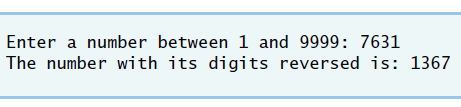 Enter a number between 1 and 9999: 7631
The number with its digits reversed is: 1367